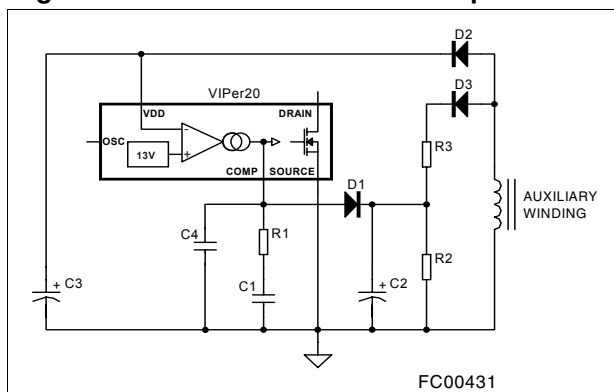 D2
VIPer20
D3
VDD
DRAIN
OSC
-
+
13V
R3
COMP SOURCE
D1
AUXILIARY
WINDING
C4
R1
R2
+ C3
C1
+ C2
FC00431